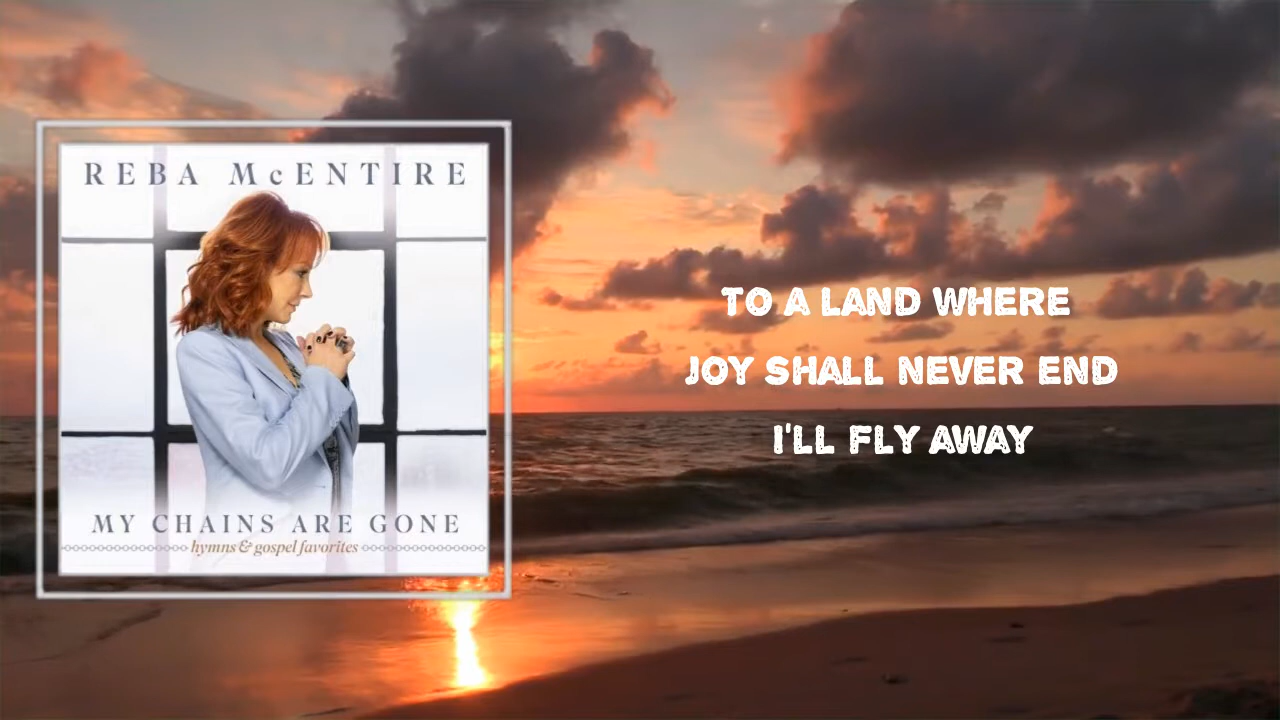 REBA McENTIRE
MY CHAINS ARE GONE
hymns & gospel favorites
TO A LAND WHERE
JOY SHALL NEVER END
I'LL FLY AWAY